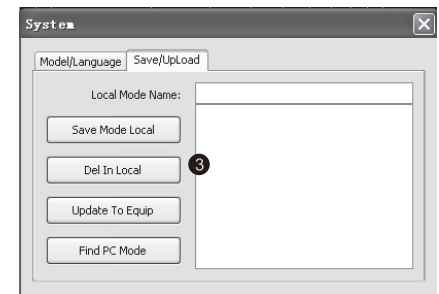 System
Model/Language Save/UpLoad
Local Mode Name:
Save Mode Local
Del In Local
3
Update To Equip
Find PC Mode